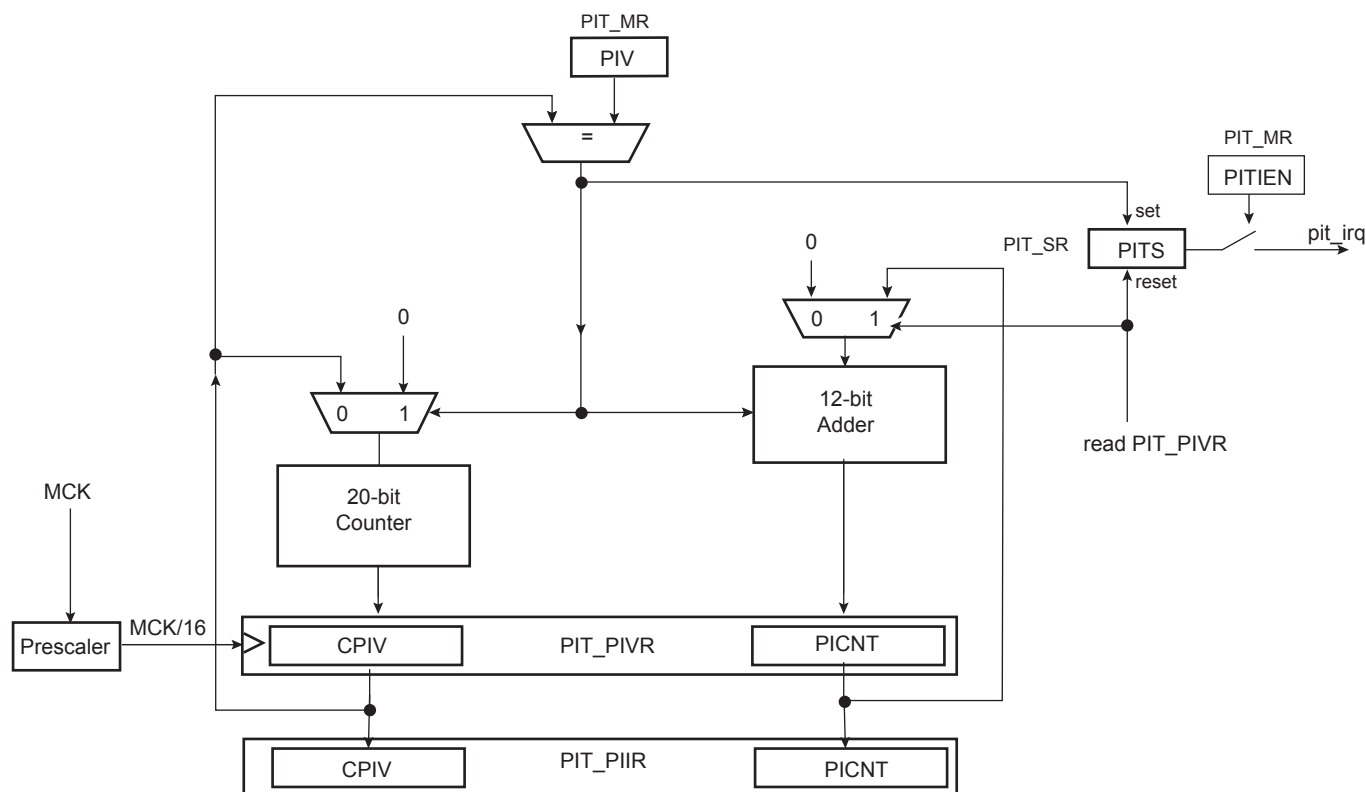 PIT_MR
PIV
=
PIT_MR
PITIEN
set
0
PIT_SR
PITS
pit_irq
reset
0
0 1
0 1
12-bit
Adder
read PIT_PIVR
MCK
20-bit
Counter
MCK/16
Prescaler
CPIV
PIT_PIVR
PICNT
CPIV
PIT_PIIR
PICNT